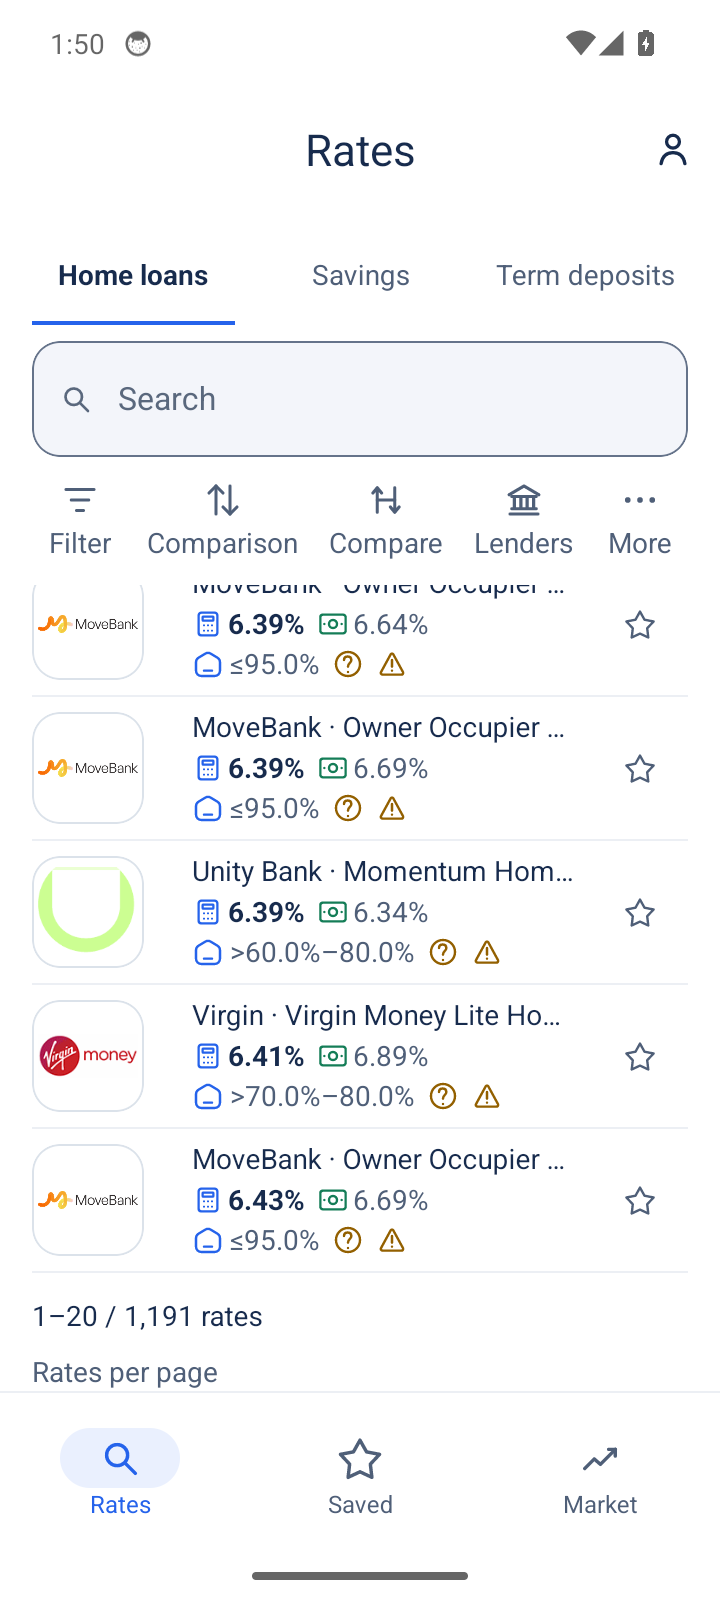 1:50
Rates
Home loans
Savings
Term deposits
Search
Filter
Comparison
Compare
Lenders
More
MoveBank · Owner Occupier ...
MoveBank
6.39% 6.64%
≤95.0%
MoveBank · Owner Occupier ...
MoveBank
6.39% 6.69%
≤95.0%
Unity Bank · Momentum Hom...
6.39% 6.34%
>60.0%–80.0%
Virgin · Virgin Money Lite Ho...
Virgin money
6.41% 6.89%
>70.0%–80.0%
MoveBank · Owner Occupier ...
MoveBank
6.43% 6.69%
≤95.0%
1–20 / 1,191 rates
Rates per page
Rates
Saved
Market